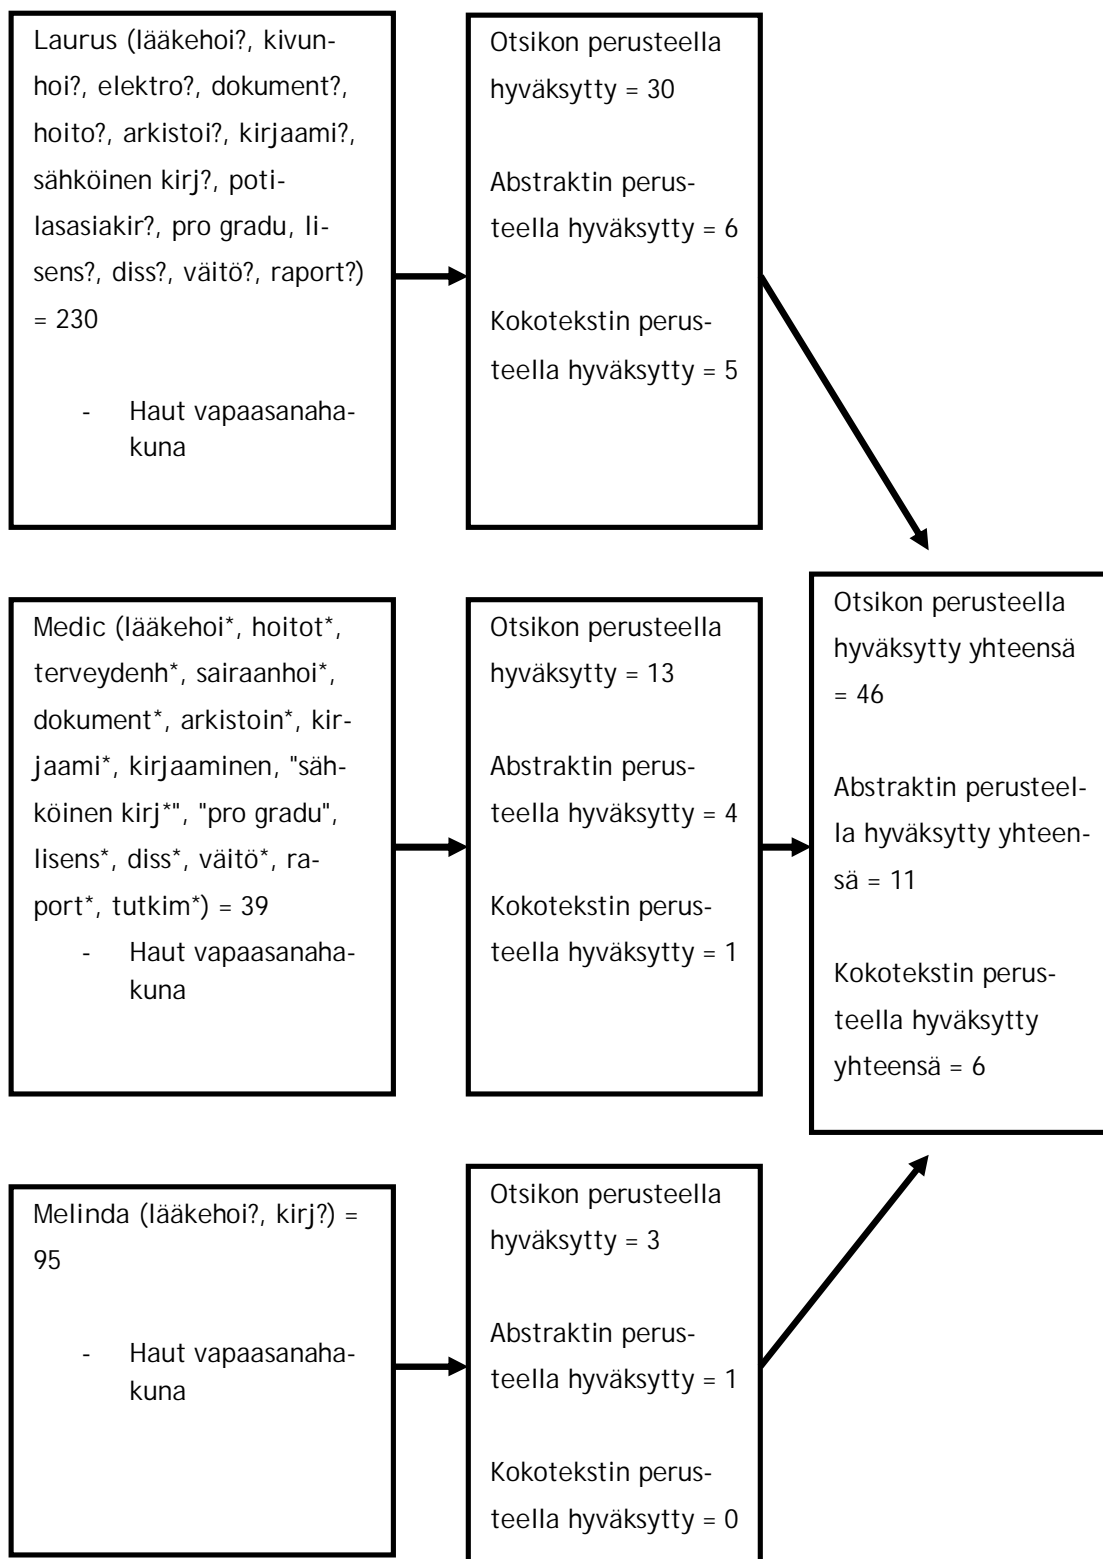 Laurus (lääkehoi?, kivun-
hoi?, elektro?, dokument?,
hoito?, arkistoi?, kirjaami?,
sähköinen kirj?, poti-
lasasiakir?, pro gradu, li-
sens?, diss?, väitö?, raport?)
= 230
- Haut vapaasanaha-
kuna
Otsikon perusteella
hyväksytty = 30
Abstraktin perus-
teella hyväksytty = 6
Kokotekstin perus-
teella hyväksytty = 5
Medic (lääkehoi*, hoitot*,
terveydenh*, sairaanhoi*,
dokument*, arkistoin*, kir-
jaami*, kirjaaminen, "säh-
köinen kirj*", "pro gradu",
lisens*, diss*, väitö*, ra-
port*, tutkim*) = 39
- Haut vapaasanaha-
kuna
Otsikon perusteella
hyväksytty = 13
Abstraktin perus-
teella hyväksytty = 4
Kokotekstin perus-
teella hyväksytty = 1
Otsikon perusteella
hyväksytty yhteensä
= 46
Abstraktin perusteel-
la hyväksytty yhteen-
sä = 11
Kokotekstin perus-
teella hyväksytty
yhteensä = 6
Melinda (lääkehoi?, kirj?) =
95
- Haut vapaasanaha-
kuna
Otsikon perusteella
hyväksytty = 3
Abstraktin perus-
teella hyväksytty = 1
Kokotekstin perus-
teella hyväksytty = 0